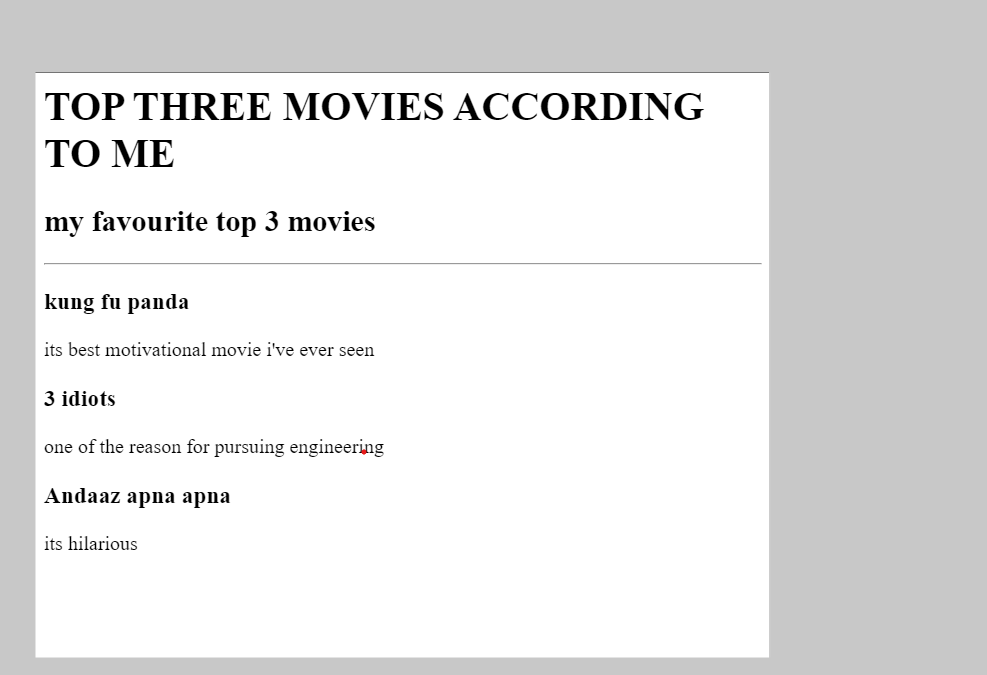 TOP THREE MOVIES ACCORDING
TO ME
my favourite top 3 movies
kung fu panda
its best motivational movie i've ever seen
3 idiots
one of the reason for pursuing engineering
Andaaz apna apna
its hilarious